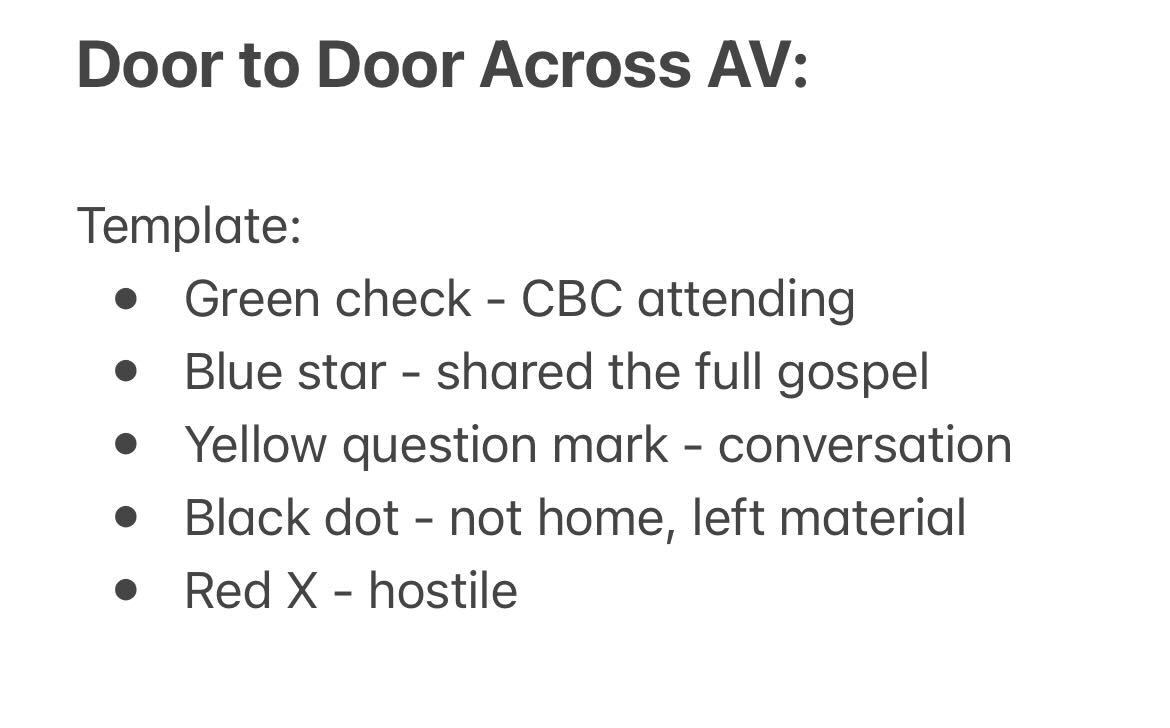 Door to Door Across AV:
Template:
• Green check - CBC attending
• Blue star - shared the full gospel
• Yellow question mark - conversation
• Black dot - not home, left material
• Red X - hostile